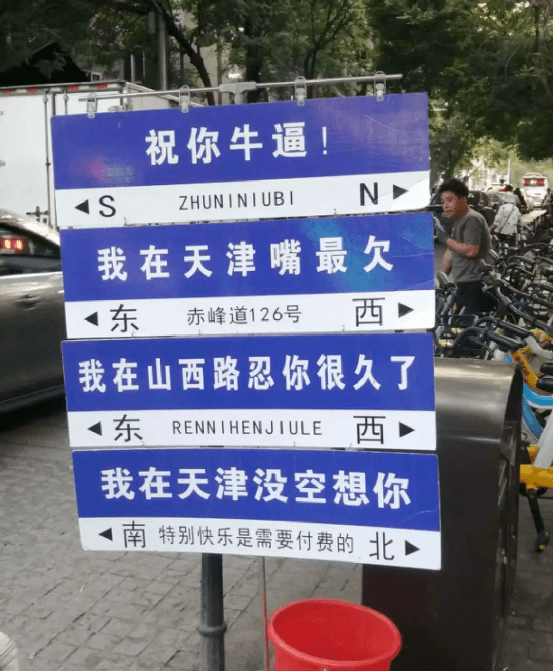 祝你牛逼!
◀S ZHUNINIUBI N▶
我在天津嘴最欠
◀东 赤峰道126号 西▶
我在山西路忍你很久了
◀东 RENNIHENJIULE 西▶
我在天津没空想你
◀南 特别快乐是需要付费的 北▶